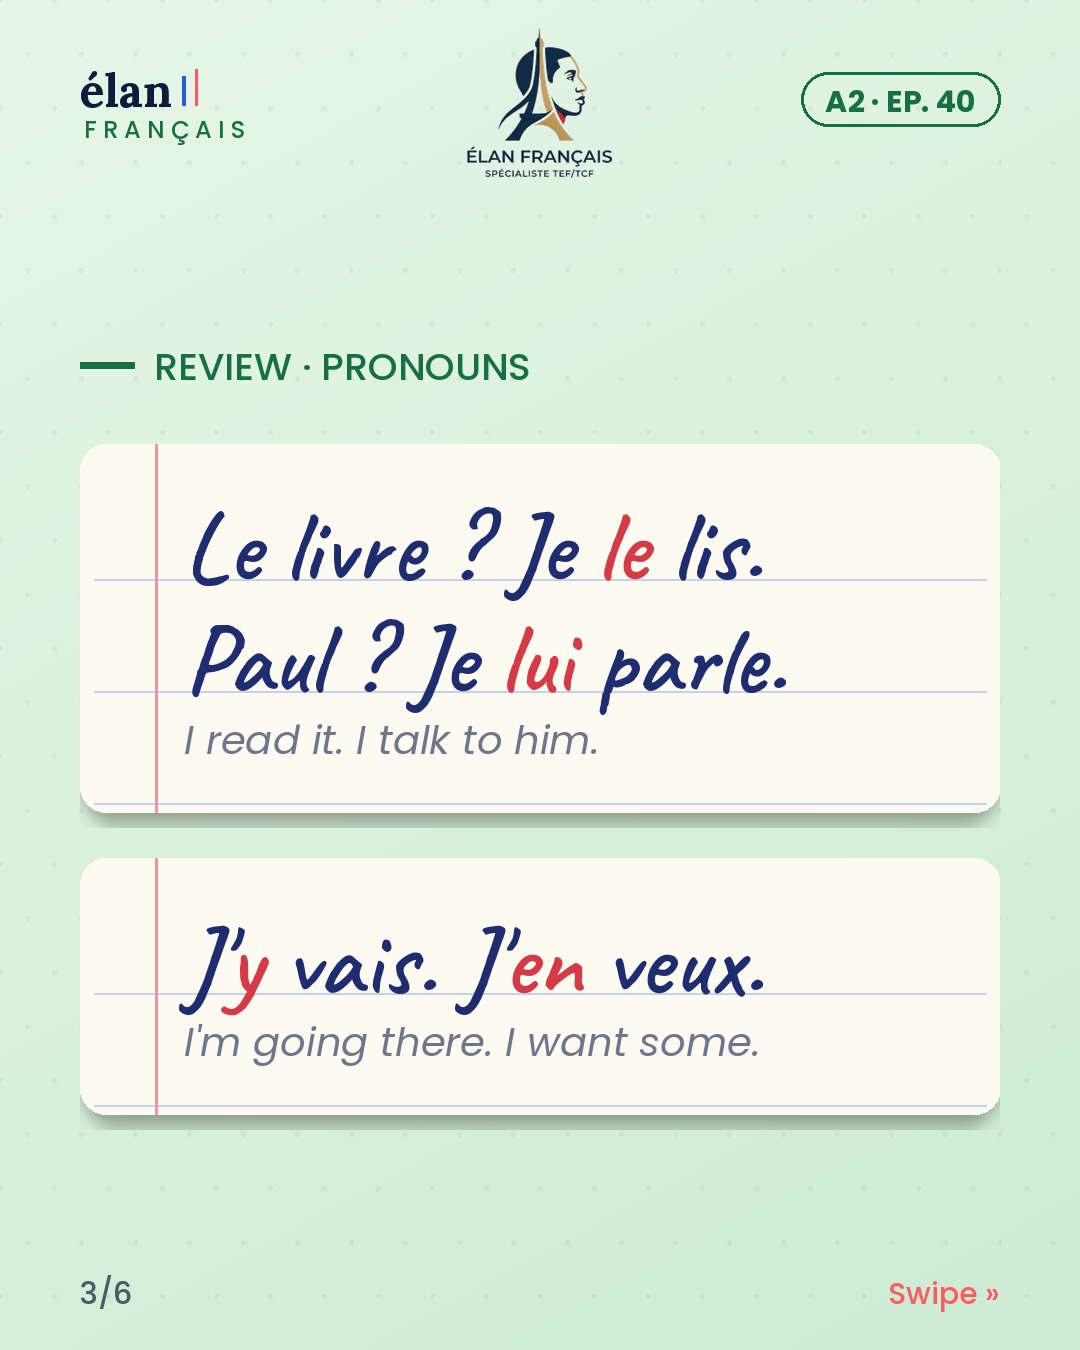 élan
FRANÇAIS
ÉLAN FRANÇAIS
SPÉCIALISTE TEF/TCF
A2 · EP. 40
REVIEW · PRONOUNS
Le livre ? Je le lis.
Paul ? Je lui parle.
I read it. I talk to him.
J'y vais. J'en veux.
I'm going there. I want some.
3/6
Swipe »